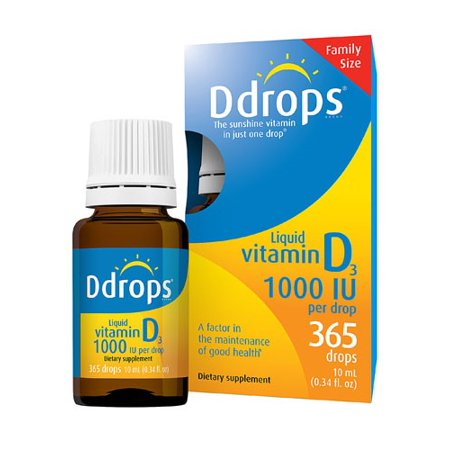 Family
Size
Ddrops®
The sunshine vitamin
in just one drop®
Liquid
vitamin D3
1000 IU
per drop
A factor in
the maintenance
of good health®
365
drops
10 mL
(0.34 fl. oz)
Dietary supplement
Ddrops®
Liquid
vitamin D3
1000 IU per drop
Dietary supplement
365 drops 10 mL (0.34 fl. oz)